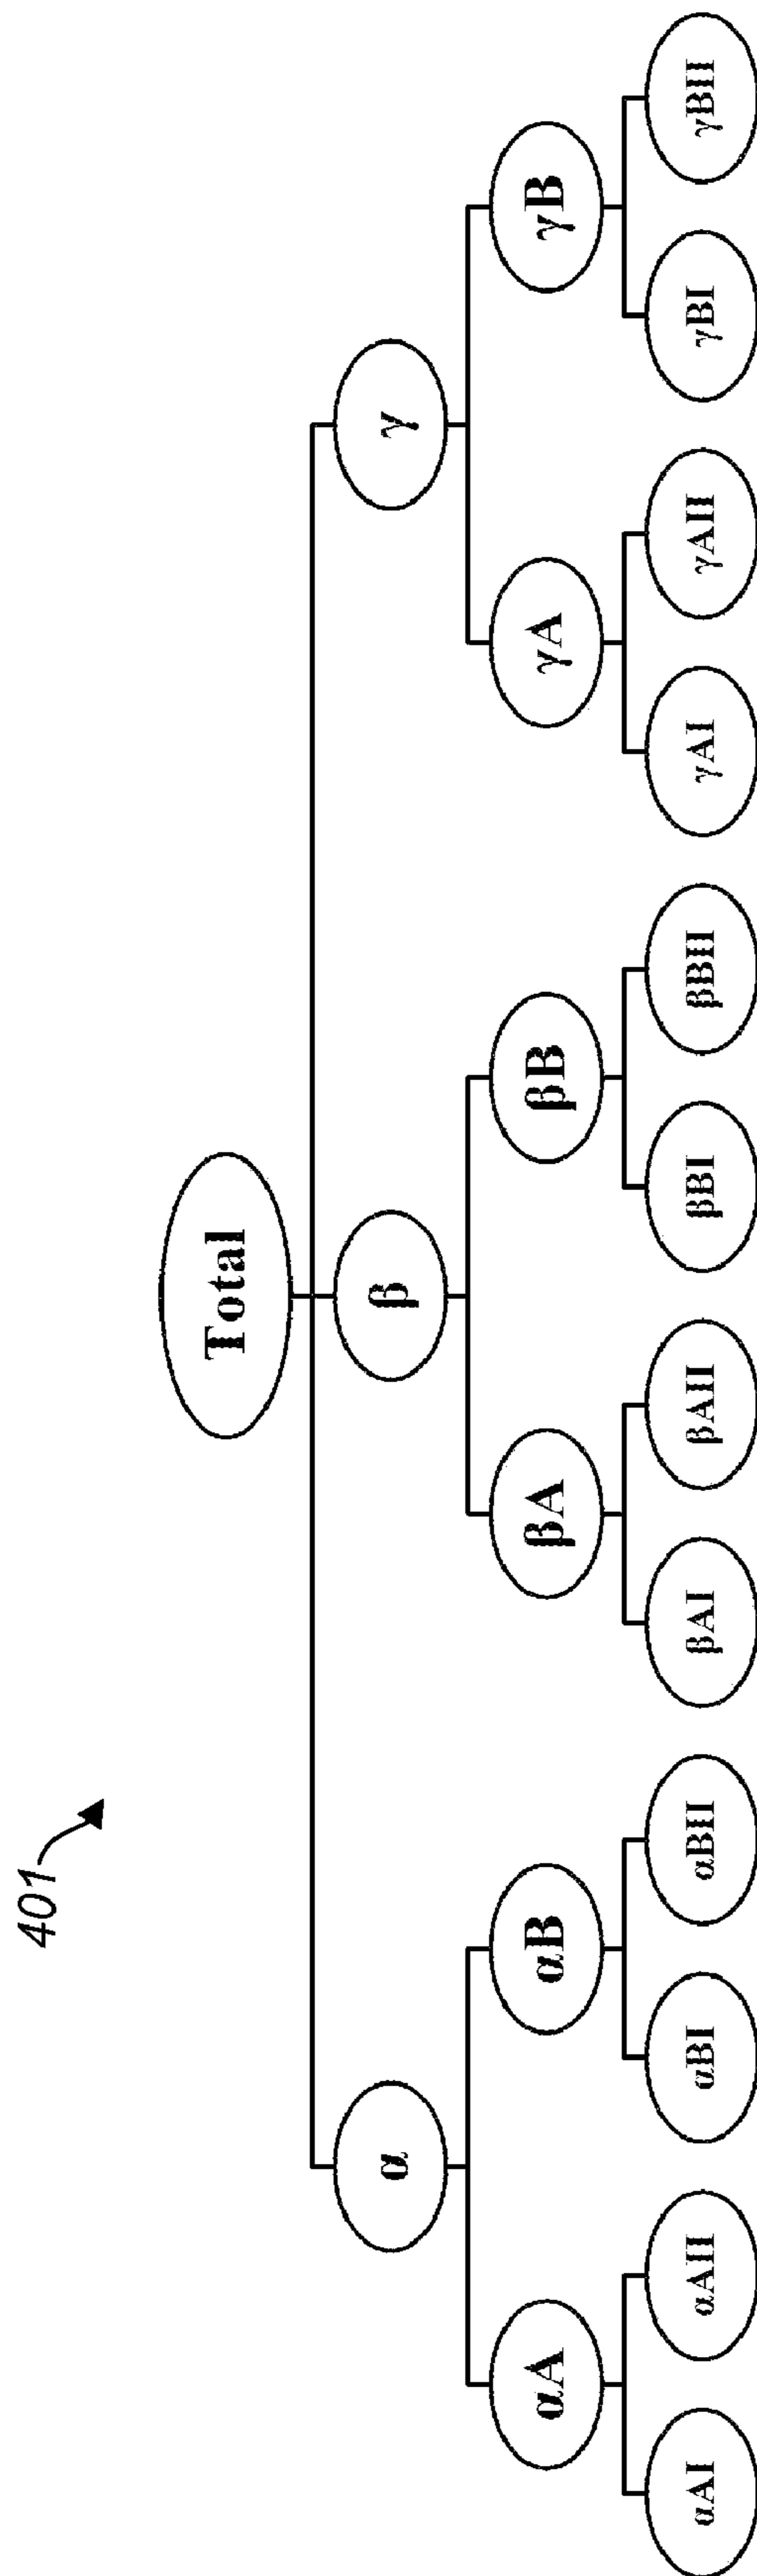 401
Total
α
β
γ
αA
αB
βA
βB
γA
γB
αAI
αAII
αBI
αBII
βAI
βAII
βBI
βBII
γAI
γAII
γBI
γBII